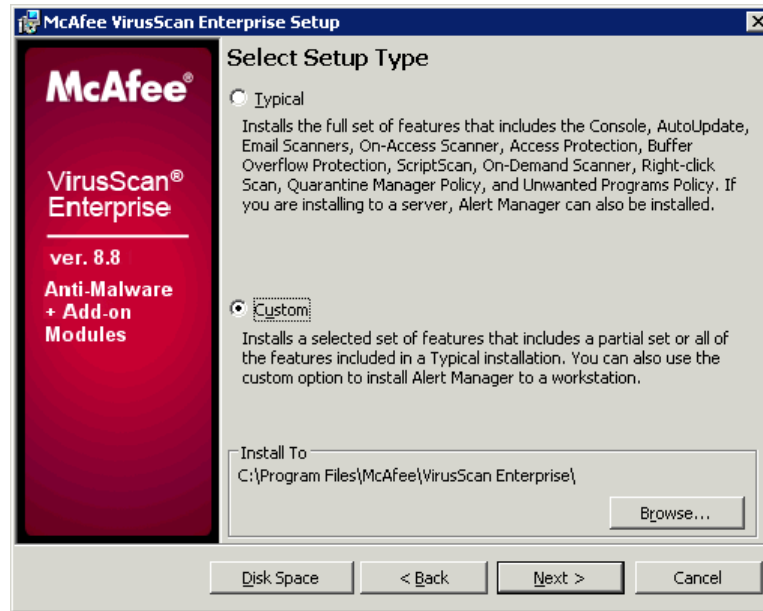 McAfee VirusScan Enterprise Setup
McAfee®
VirusScan®
Enterprise
ver. 8.8
Anti-Malware
+ Add-on
Modules
Select Setup Type
Typical
Installs the full set of features that includes the Console, AutoUpdate,
Email Scanners, On-Access Scanner, Access Protection, Buffer
Overflow Protection, ScriptScan, On-Demand Scanner, Right-click
Scan, Quarantine Manager Policy, and Unwanted Programs Policy. If
you are installing to a server, Alert Manager can also be installed.
Custom
Installs a selected set of features that includes a partial set or all of
the features included in a Typical installation. You can also use the
custom option to install Alert Manager to a workstation.
Install To
C:\Program Files\McAfee\VirusScan Enterprise\
Browse...
Disk Space
< Back
Next >
Cancel